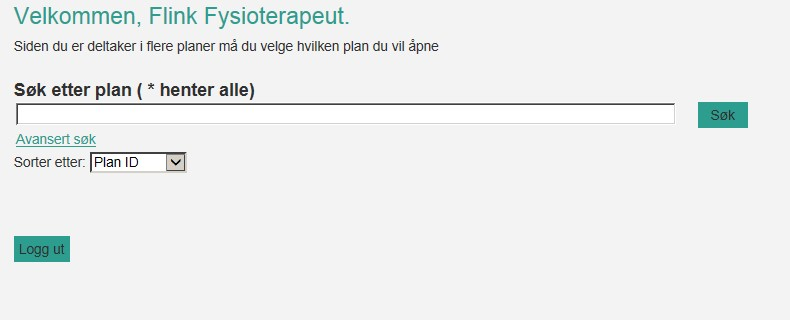 Velkommen, Flink Fysioterapeut.
Siden du er deltaker i flere planer må du velge hvilken plan du vil åpne
Søk etter plan ( * henter alle)
Søk
Avansert søk
Sorter etter: Plan ID
Logg ut